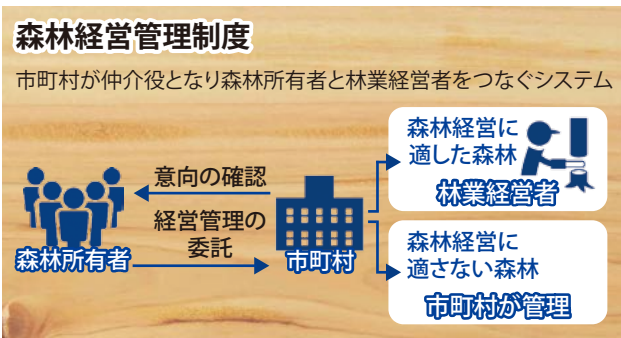 森林経営管理制度
市町村が仲介役となり森林所有者と林業経営者をつなぐシステム
森林経営に
適した森林
林業経営者
意向の確認
経営管理の
委託
森林所有者
市町村
森林経営に
適さない森林
市町村が管理